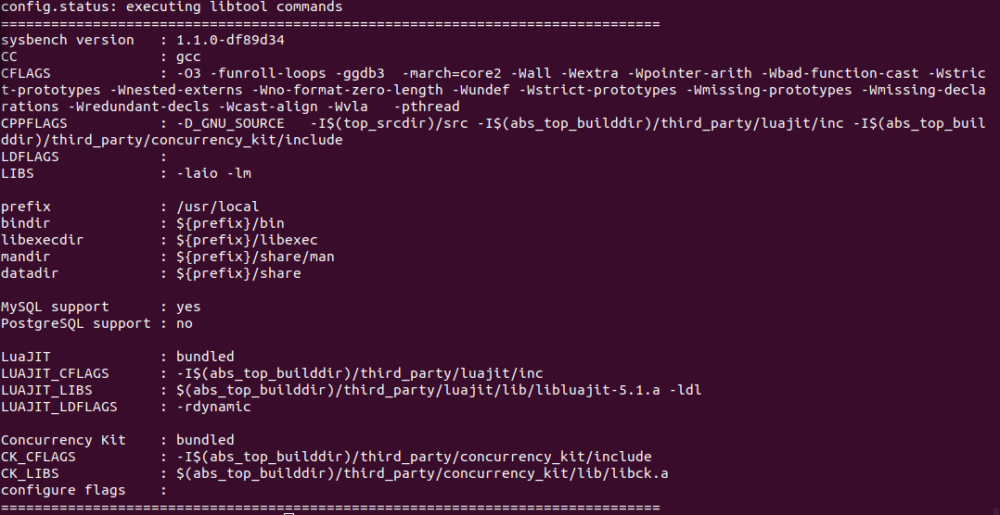 config.status: executing libtool commands
===============================================================================
sysbench version   : 1.1.0-df89d34
CC                 : gcc
CFLAGS             : -O3 -funroll-loops -ggdb3  -march=core2 -Wall -Wextra -Wpointer-arith -Wbad-function-cast -Wstric
t-prototypes -Wnested-externs -Wno-format-zero-length -Wundef -Wstrict-prototypes -Wmissing-prototypes -Wmissing-decla
rations -Wredundant-decls -Wcast-align -Wvla   -pthread
CPPFLAGS           : -D_GNU_SOURCE   -I$(top_srcdir)/src -I$(abs_top_builddir)/third_party/luajit/inc -I$(abs_top_buil
ddir)/third_party/concurrency_kit/include
LDFLAGS            :
LIBS               : -laio -lm

prefix             : /usr/local
bindir             : ${prefix}/bin
libexecdir         : ${prefix}/libexec
mandir             : ${prefix}/share/man
datadir            : ${prefix}/share

MySQL support      : yes
PostgreSQL support : no

LuaJIT             : bundled
LUAJIT_CFLAGS      : -I$(abs_top_builddir)/third_party/luajit/inc
LUAJIT_LIBS        : $(abs_top_builddir)/third_party/luajit/lib/libluajit-5.1.a -ldl
LUAJIT_LDFLAGS     : -rdynamic

Concurrency Kit    : bundled
CK_CFLAGS          : -I$(abs_top_builddir)/third_party/concurrency_kit/include
CK_LIBS            : $(abs_top_builddir)/third_party/concurrency_kit/lib/libck.a
configure flags    :
===============================================================================